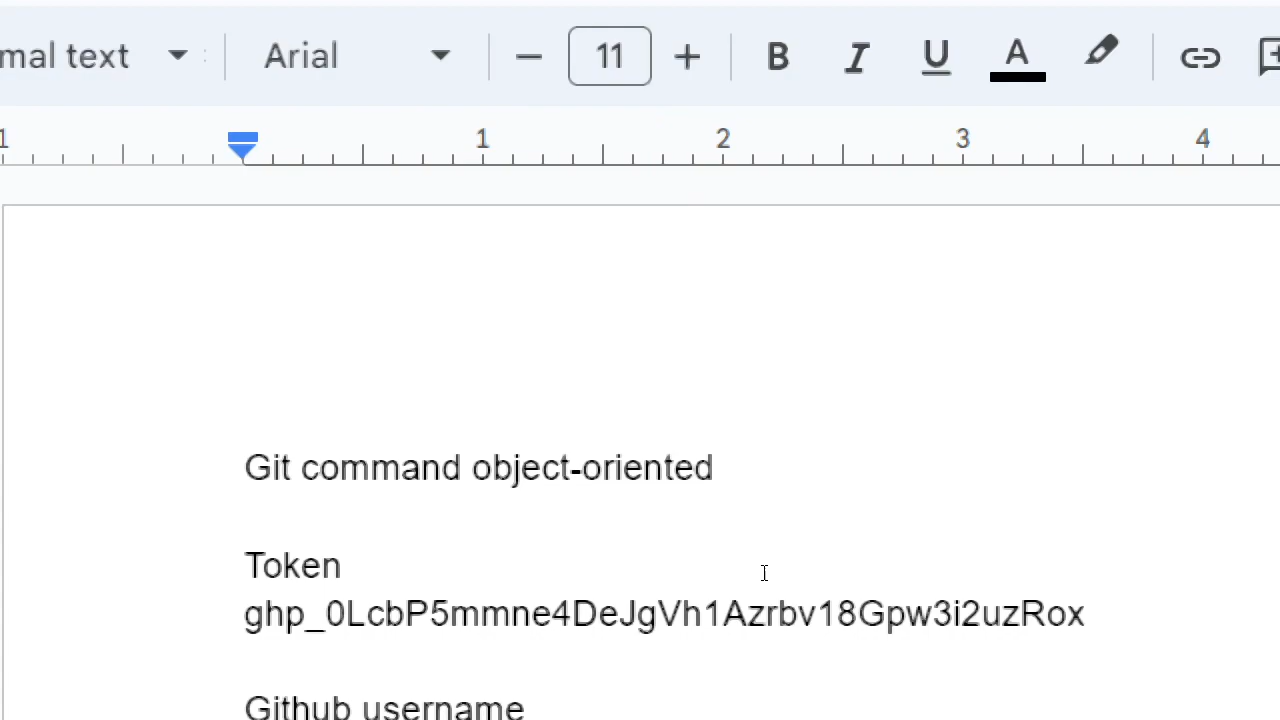 mal text Arial 11 B I U A
1 1 2 3 4
Git command object-oriented
Token
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
Github username